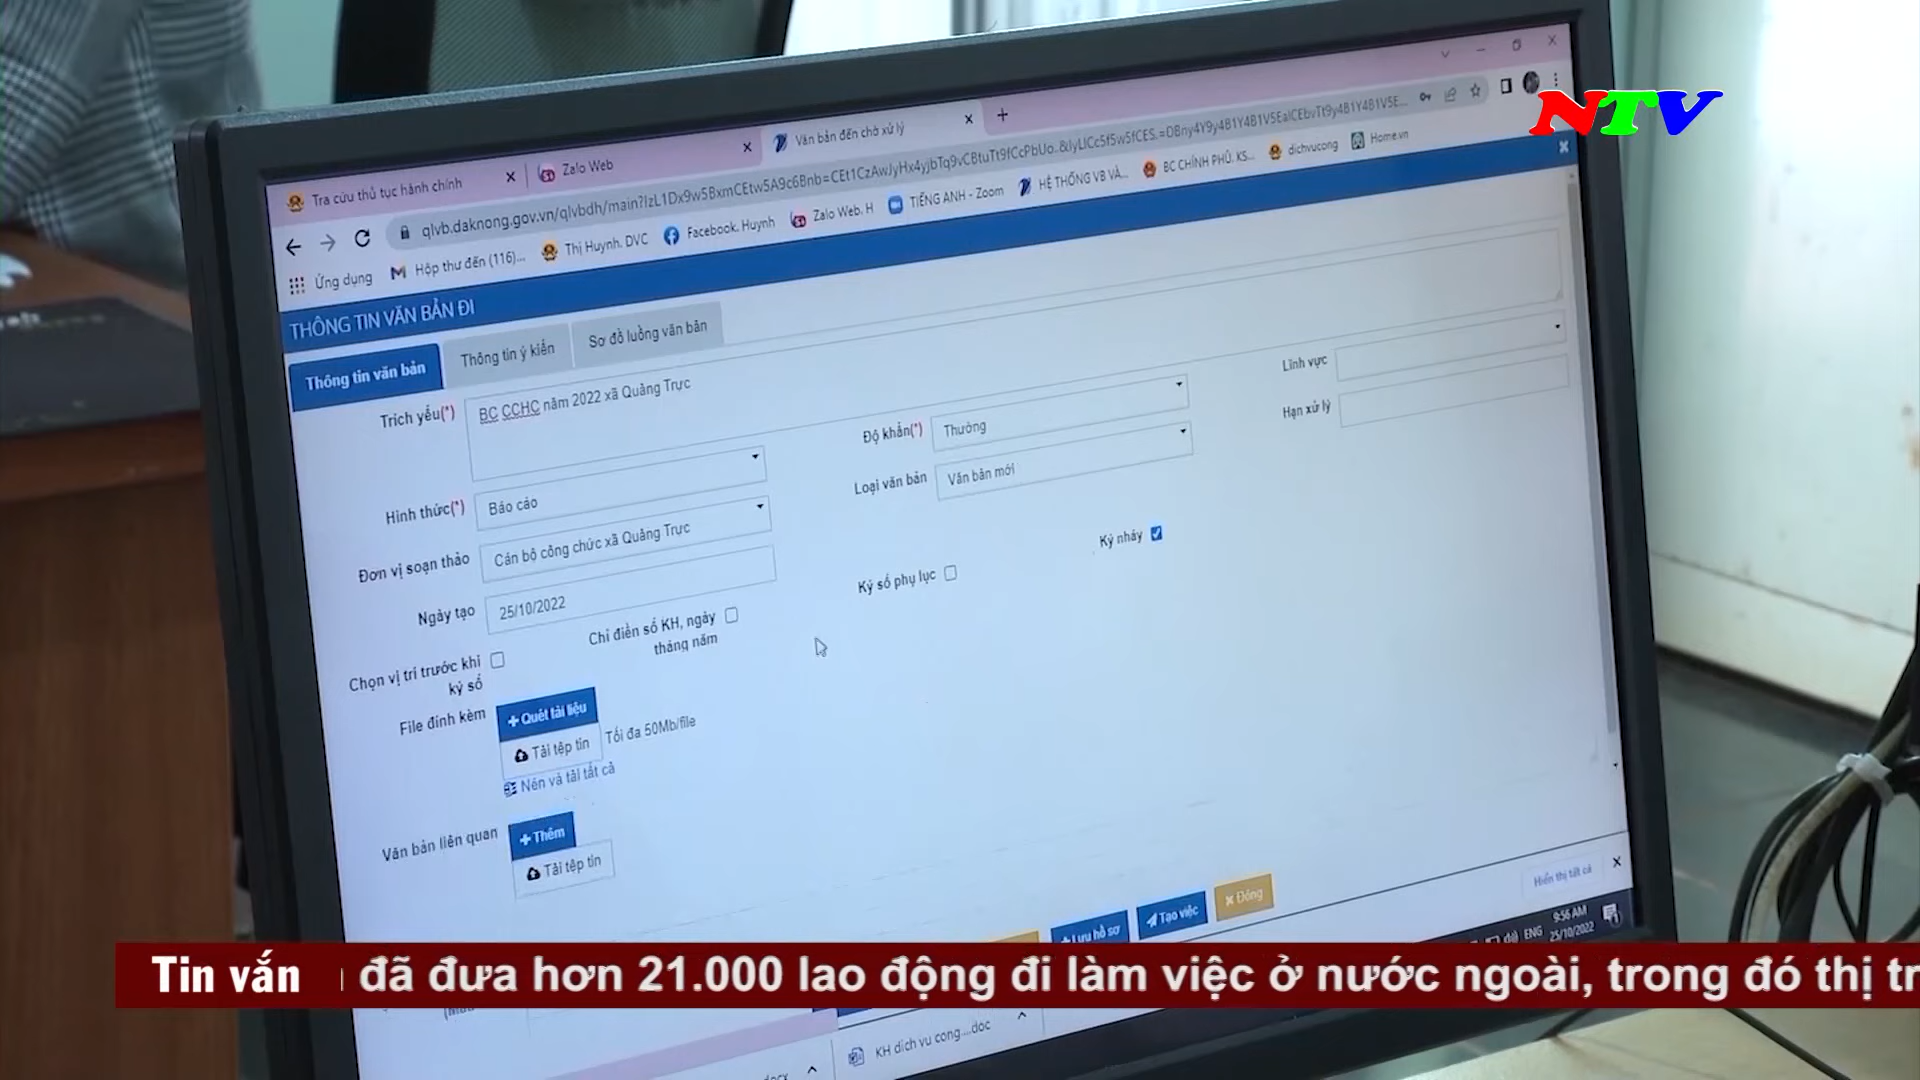 NTV
Tra cứu thủ tục hành chính
Zalo Web
Văn bản đến chờ xử lý
qlvb.daknong.gov.vn/qlvbdh/main?
Ứng dụng
Hộp thư đến (116)...
Thị Huynh. DVC
Facebook. Huynh
Zalo Web. H
TIẾNG ANH - Zoom
HỆ THỐNG VB VÀ...
BC CHÍNH PHỦ. KS...
dichvucong
Home.vn
THÔNG TIN VĂN BẢN ĐI
Thông tin văn bản
Thông tin ý kiến
Sơ đồ luồng văn bản
Trích yếu(*)
BC CCHC năm 2022 xã Quảng Trực
Hình thức(*)
Báo cáo
Độ khẩn(*)
Thường
Lĩnh vực
Đơn vị soạn thảo
Cán bộ công chức xã Quảng Trực
Loại văn bản
Văn bản mới
Hạn xử lý
Ngày tạo
25/10/2022
Ký số phụ lục
Ký nháy
Chọn vị trí trước khi
ký số
Chỉ điền số KH, ngày
tháng năm
File đính kèm
Quét tài liệu
Tải tệp tin
Tối đa 50Mb/file
Nén và tải tất cả
Văn bản liên quan
Thêm
Tải tệp tin
Lưu hồ sơ
Tạo việc
Đóng
Hiển thị tất cả
ENG
9:56 AM
25/10/2022
Tin vắn
đã đưa hơn 21.000 lao động đi làm việc ở nước ngoài, trong đó thị tr
KH dich vu cong....doc